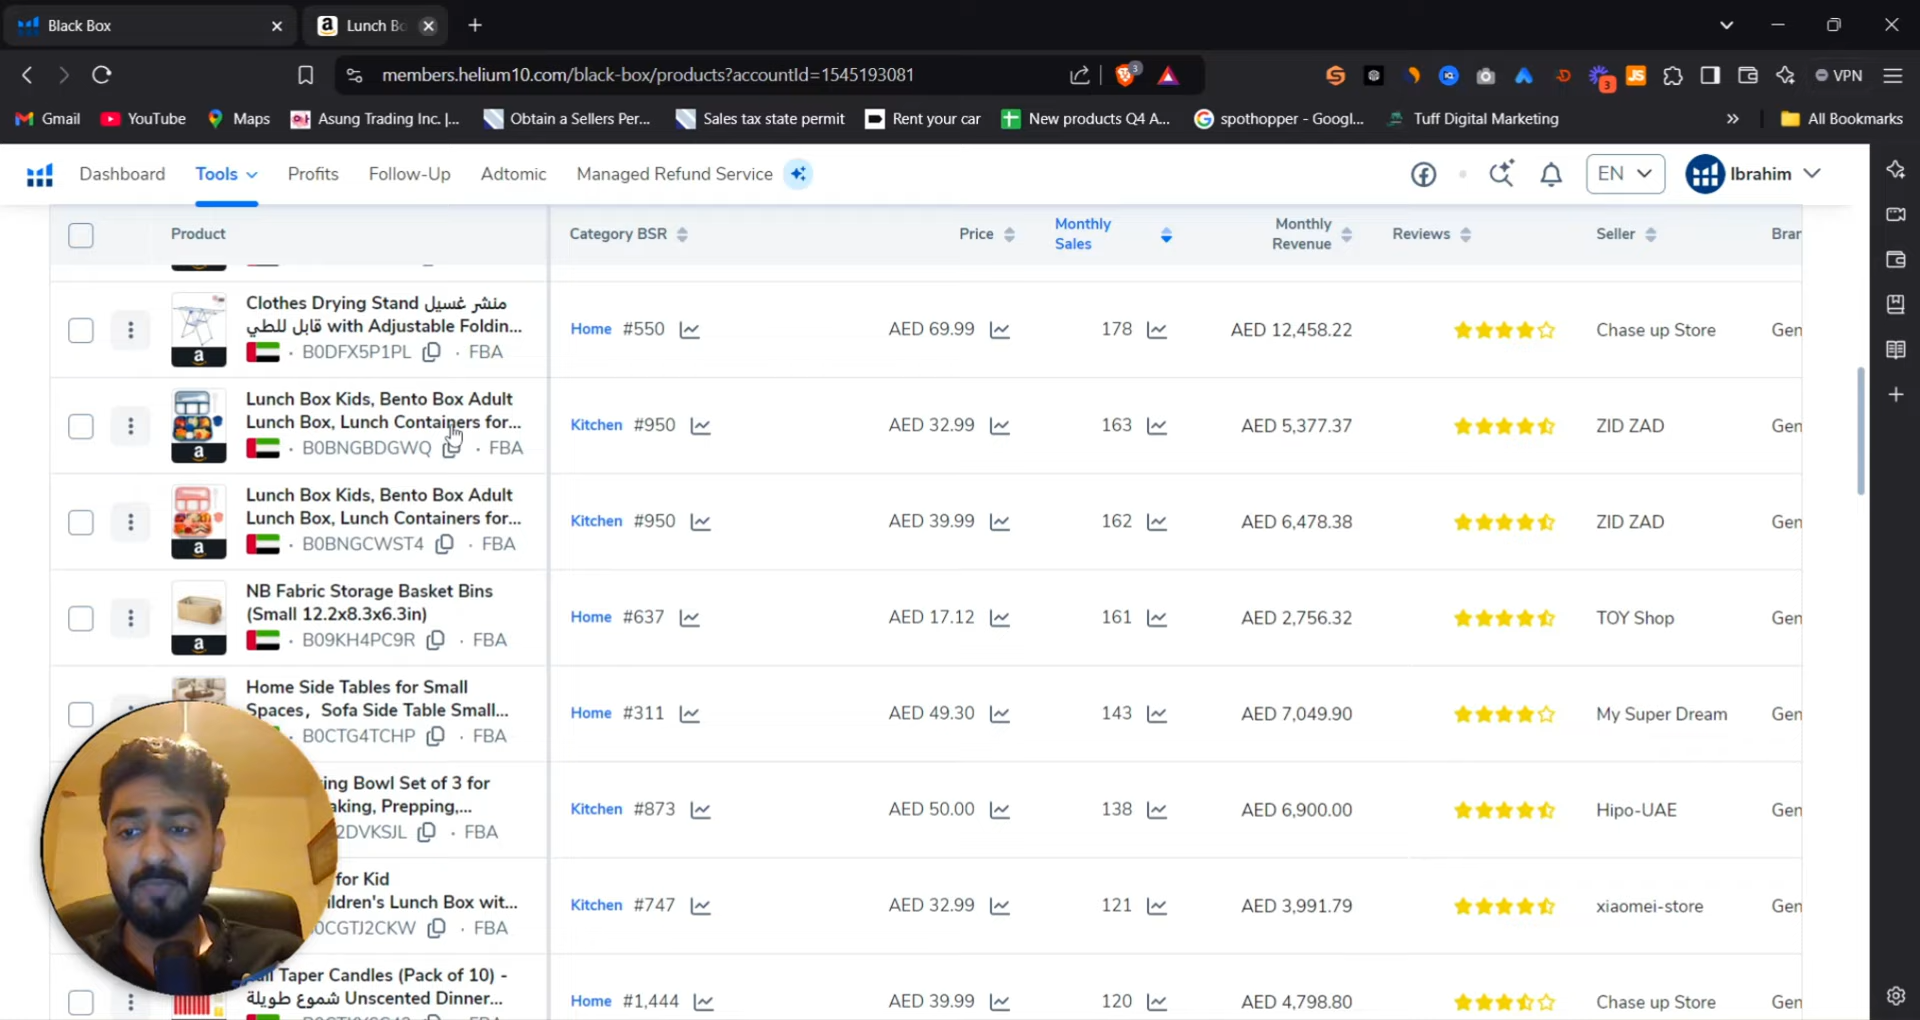 Black Box
Lunch Bo
members.helium10.com/black-box/products?accountId=1545193081
3
3
JS
VPN
Gmail
YouTube
Maps
Asung Trading Inc. |...
Obtain a Sellers Per...
Sales tax state permit
Rent your car
New products Q4 A...
spothopper - Googl...
Tuff Digital Marketing
»
All Bookmarks
Dashboard
Tools
Profits
Follow-Up
Adtomic
Managed Refund Service
EN
Ibrahim
Product
Category BSR
Price
Monthly
Sales
Monthly
Revenue
Reviews
Seller
Bran
Clothes Drying Stand منشر غسيل
قابل للطي with Adjustable Foldin...
· B0DFX5P1PL · FBA
Home #550
AED 69.99
178
AED 12,458.22
Chase up Store
Gen
Lunch Box Kids, Bento Box Adult
Lunch Box, Lunch Containers for...
· B0BNGBDGWQ · FBA
Kitchen #950
AED 32.99
163
AED 5,377.37
ZID ZAD
Gen
Lunch Box Kids, Bento Box Adult
Lunch Box, Lunch Containers for...
· B0BNGCWST4 · FBA
Kitchen #950
AED 39.99
162
AED 6,478.38
ZID ZAD
Gen
NB Fabric Storage Basket Bins
(Small 12.2x8.3x6.3in)
· B09KH4PC9R · FBA
Home #637
AED 17.12
161
AED 2,756.32
TOY Shop
Gen
Home Side Tables for Small
Spaces，Sofa Side Table Small...
· B0CTG4TCHP · FBA
Home #311
AED 49.30
143
AED 7,049.90
My Super Dream
Gen
ing Bowl Set of 3 for
aking, Prepping,...
2DVKSJL · FBA
Kitchen #873
AED 50.00
138
AED 6,900.00
Hipo-UAE
Gen
for Kid
ildren's Lunch Box wit...
0CGTJ2CKW · FBA
Kitchen #747
AED 32.99
121
AED 3,991.79
xiaomei-store
Gen
Taper Candles (Pack of 10) -
شموع طويلة Unscented Dinner...
Home #1,444
AED 39.99
120
AED 4,798.80
Chase up Store
Gen